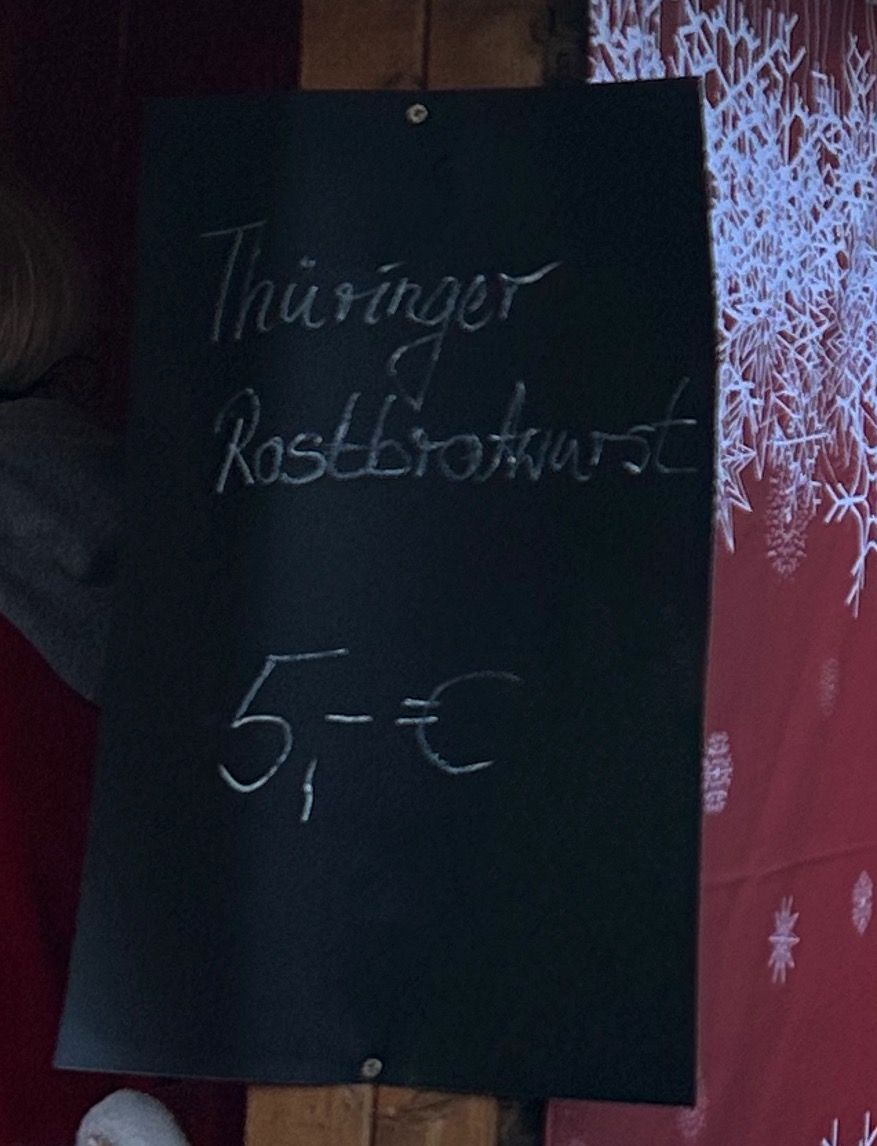 Thüringer
Rostbratwurst
5,- €